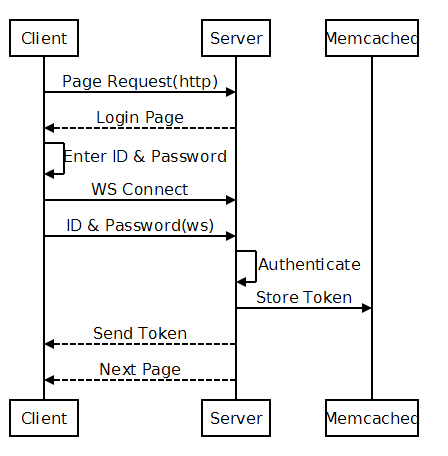 Client
Server
Memcached
Page Request(http)
Login Page
Enter ID & Password
WS Connect
ID & Password(ws)
Authenticate
Store Token
Send Token
Next Page
Client
Server
Memcached